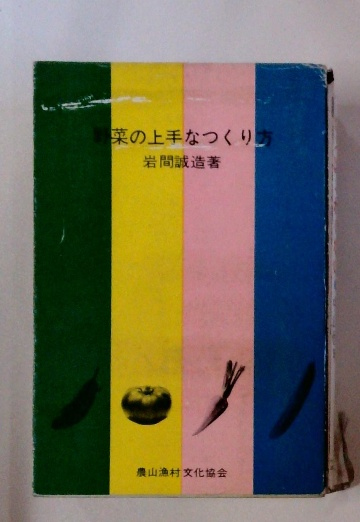 野菜の上手なつくり方
岩間誠造著
農山漁村文化協会